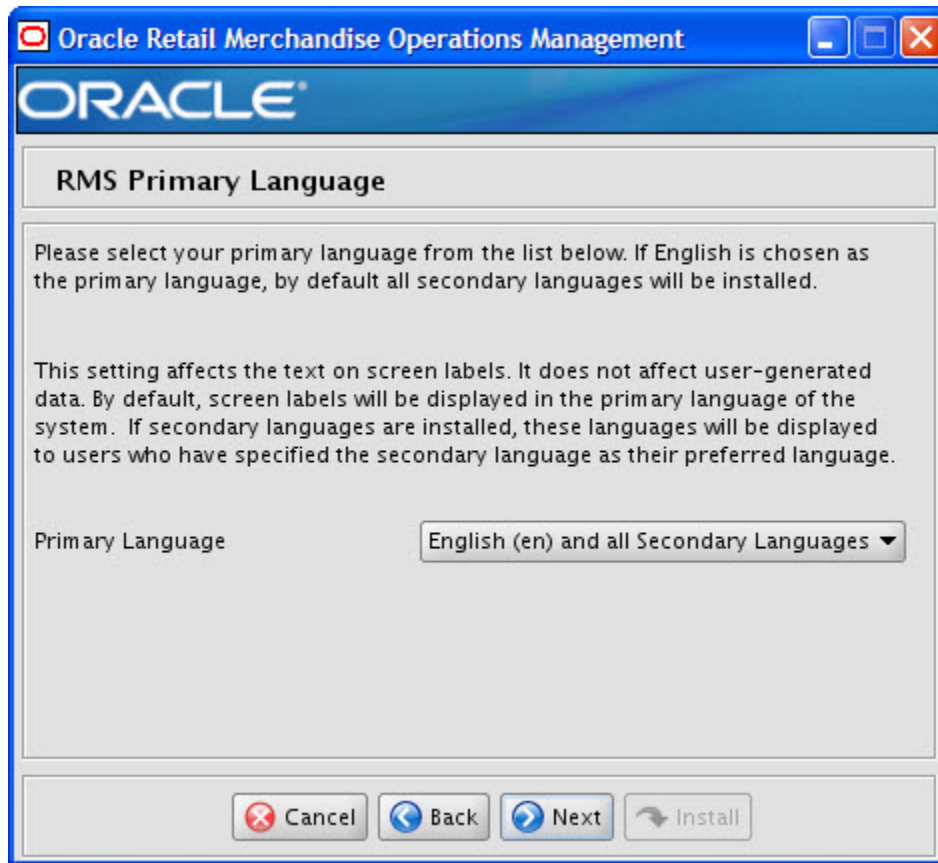 Oracle Retail Merchandise Operations Management
ORACLE®
RMS Primary Language
Please select your primary language from the list below. If English is chosen as
the primary language, by default all secondary languages will be installed.
This setting affects the text on screen labels. It does not affect user-generated
data. By default, screen labels will be displayed in the primary language of the
system. If secondary languages are installed, these languages will be displayed
to users who have specified the secondary language as their preferred language.
Primary Language
English (en) and all Secondary Languages
Cancel
Back
Next
Install